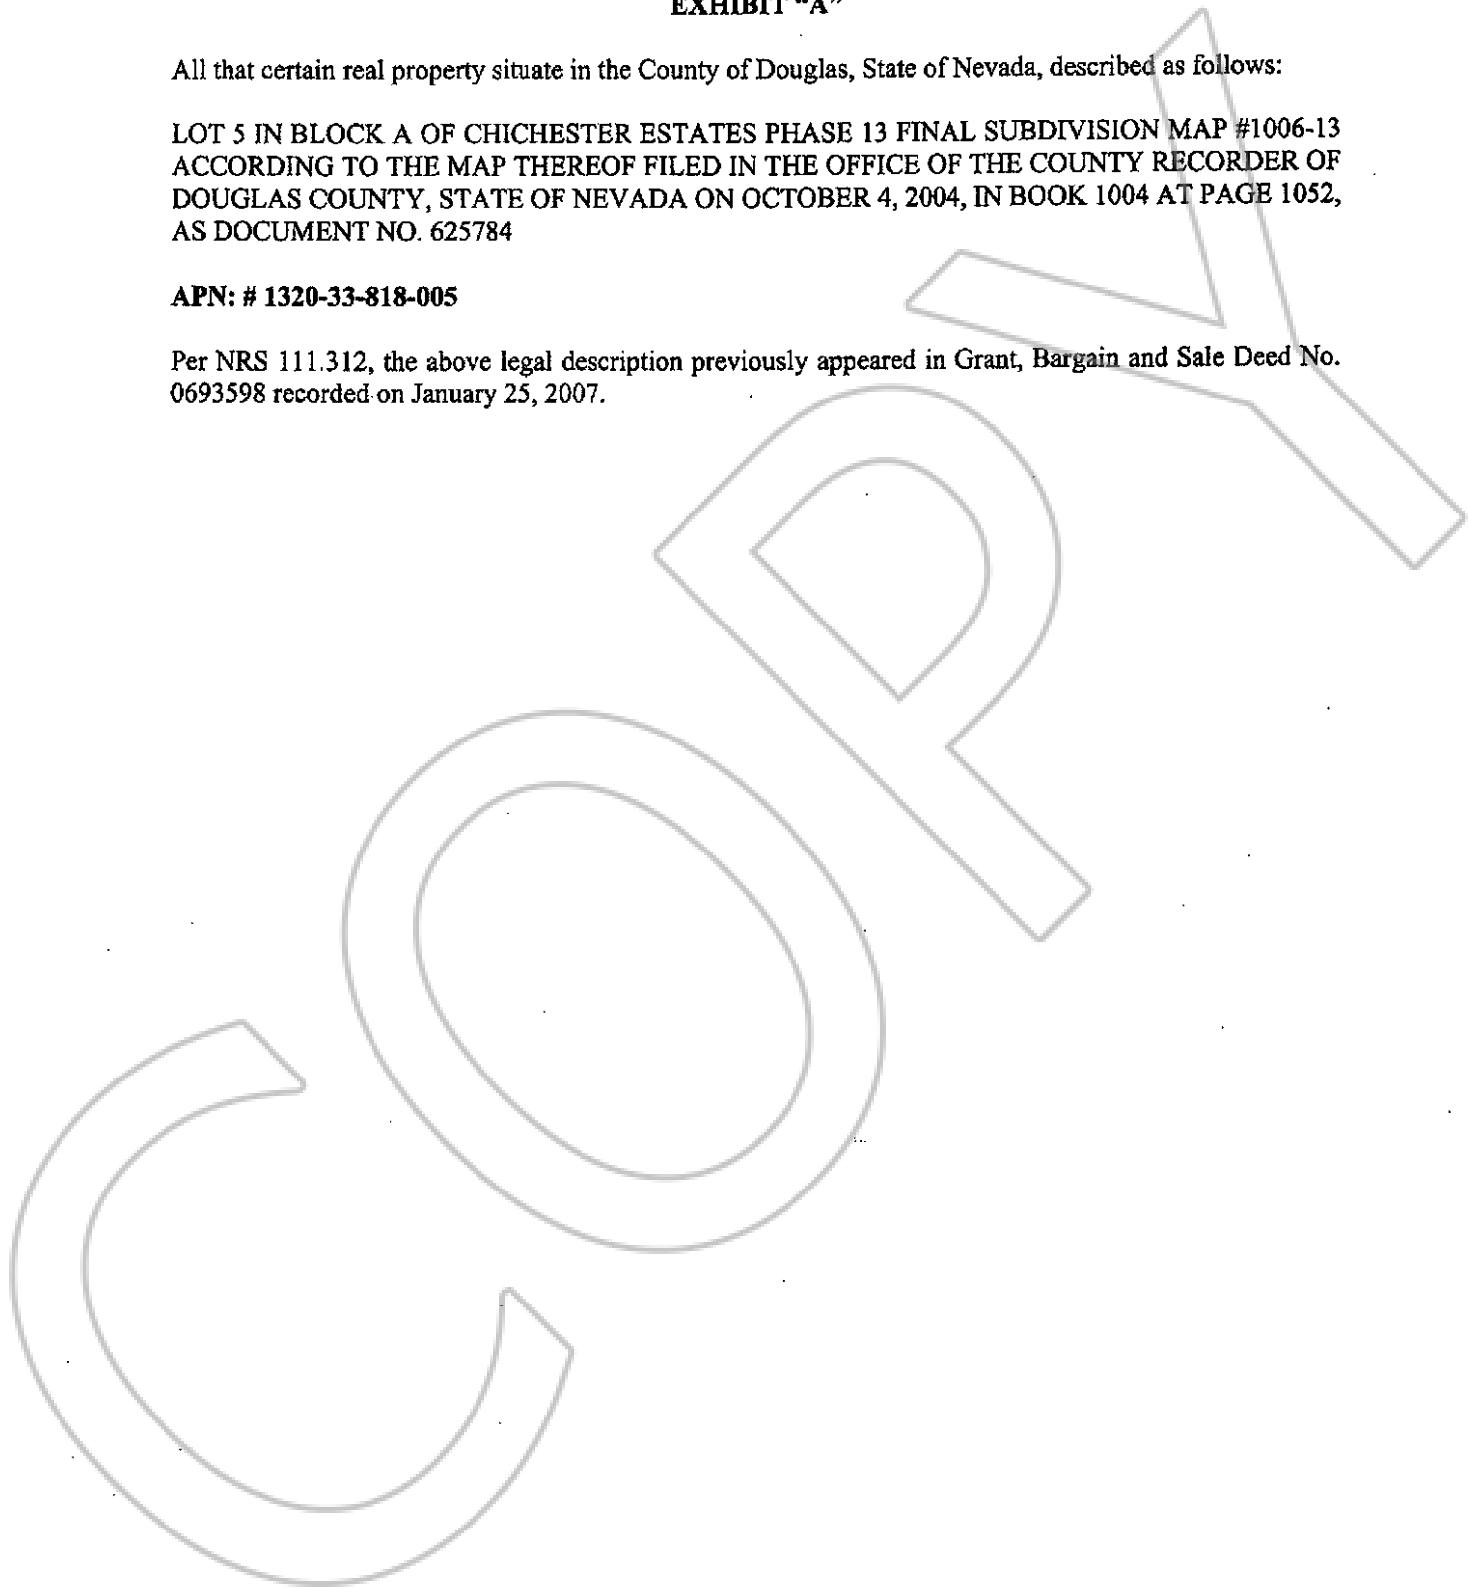 EXHIBIT “A”
All that certain real property situate in the County of Douglas, State of Nevada, described as follows:
LOT 5 IN BLOCK A OF CHICHESTER ESTATES PHASE 13 FINAL SUBDIVISION MAP #1006-13
ACCORDING TO THE MAP THEREOF FILED IN THE OFFICE OF THE COUNTY RECORDER OF
DOUGLAS COUNTY, STATE OF NEVADA ON OCTOBER 4, 2004, IN BOOK 1004 AT PAGE 1052,
AS DOCUMENT NO. 625784
APN: # 1320-33-818-005
Per NRS 111.312, the above legal description previously appeared in Grant, Bargain and Sale Deed No.
0693598 recorded on January 25, 2007.
COPY